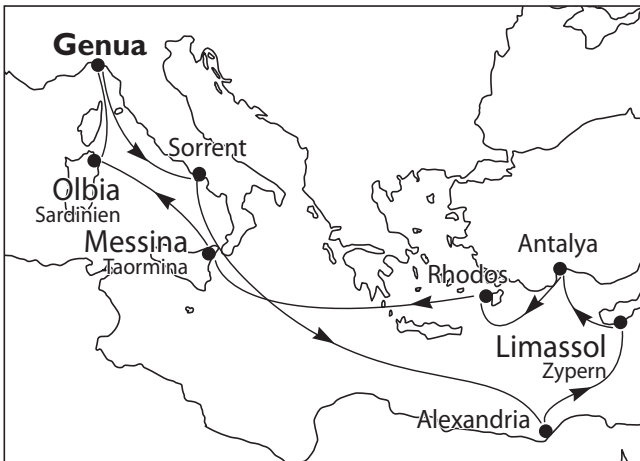 Genua
Sorrent
Olbia
Sardinien
Messina
Taormina
Antalya
Rhodos
Limassol
Zypern
Alexandria